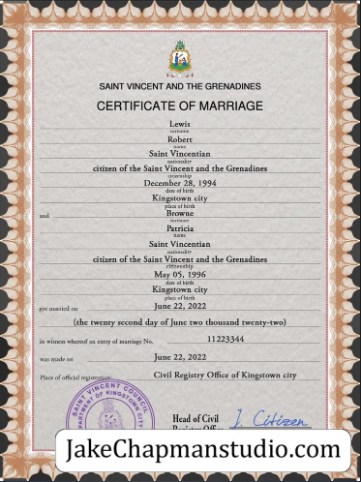 SAINT VINCENT AND THE GRENADINES
CERTIFICATE OF MARRIAGE
Lewis
surname
Robert
name
Saint Vincentian
nationality
citizen of the Saint Vincent and the Grenadines
citizenship
December 28, 1994
date of birth
Kingstown city
place of birth
and Browne
surname
Patricia
name
Saint Vincentian
nationality
citizen of the Saint Vincent and the Grenadines
citizenship
May 05, 1996
date of birth
Kingstown city
place of birth
got married on June 22, 2022
(the twenty second day of June two thousand twenty-two)
in witness whereof an entry of marriage No. 11223344
was made on June 22, 2022
Place of official registration: Civil Registry Office of Kingstown city
SAINT VINCENT COUNCIL
DEPARTMENT OF KINGSTOWN CITY
Head of Civil I. Citizen
Registry Office
JakeChapmanstudio.com